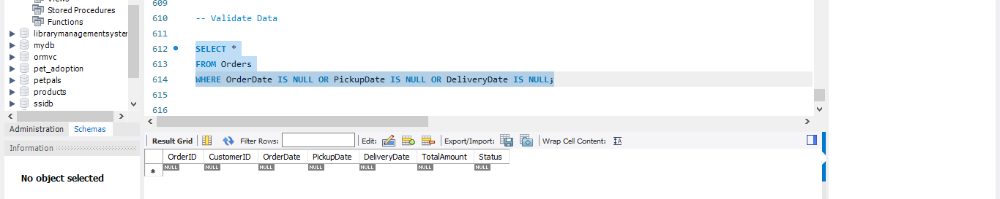 Views
Stored Procedures
Functions
librarymanagementsyster
mydb
ormvc
pet_adoption
petpals
products
ssidb
Administration Schemas
Information
No object selected
609
610 -- Validate Data
611
612 SELECT *
613 FROM Orders
614 WHERE OrderDate IS NULL OR PickupDate IS NULL OR DeliveryDate IS NULL;
615
616
Result Grid Filter Rows: Edit: Export/Import: Wrap Cell Content: IA
OrderID CustomerID OrderDate PickupDate DeliveryDate TotalAmount Status
* NULL NULL NULL NULL NULL NULL NULL